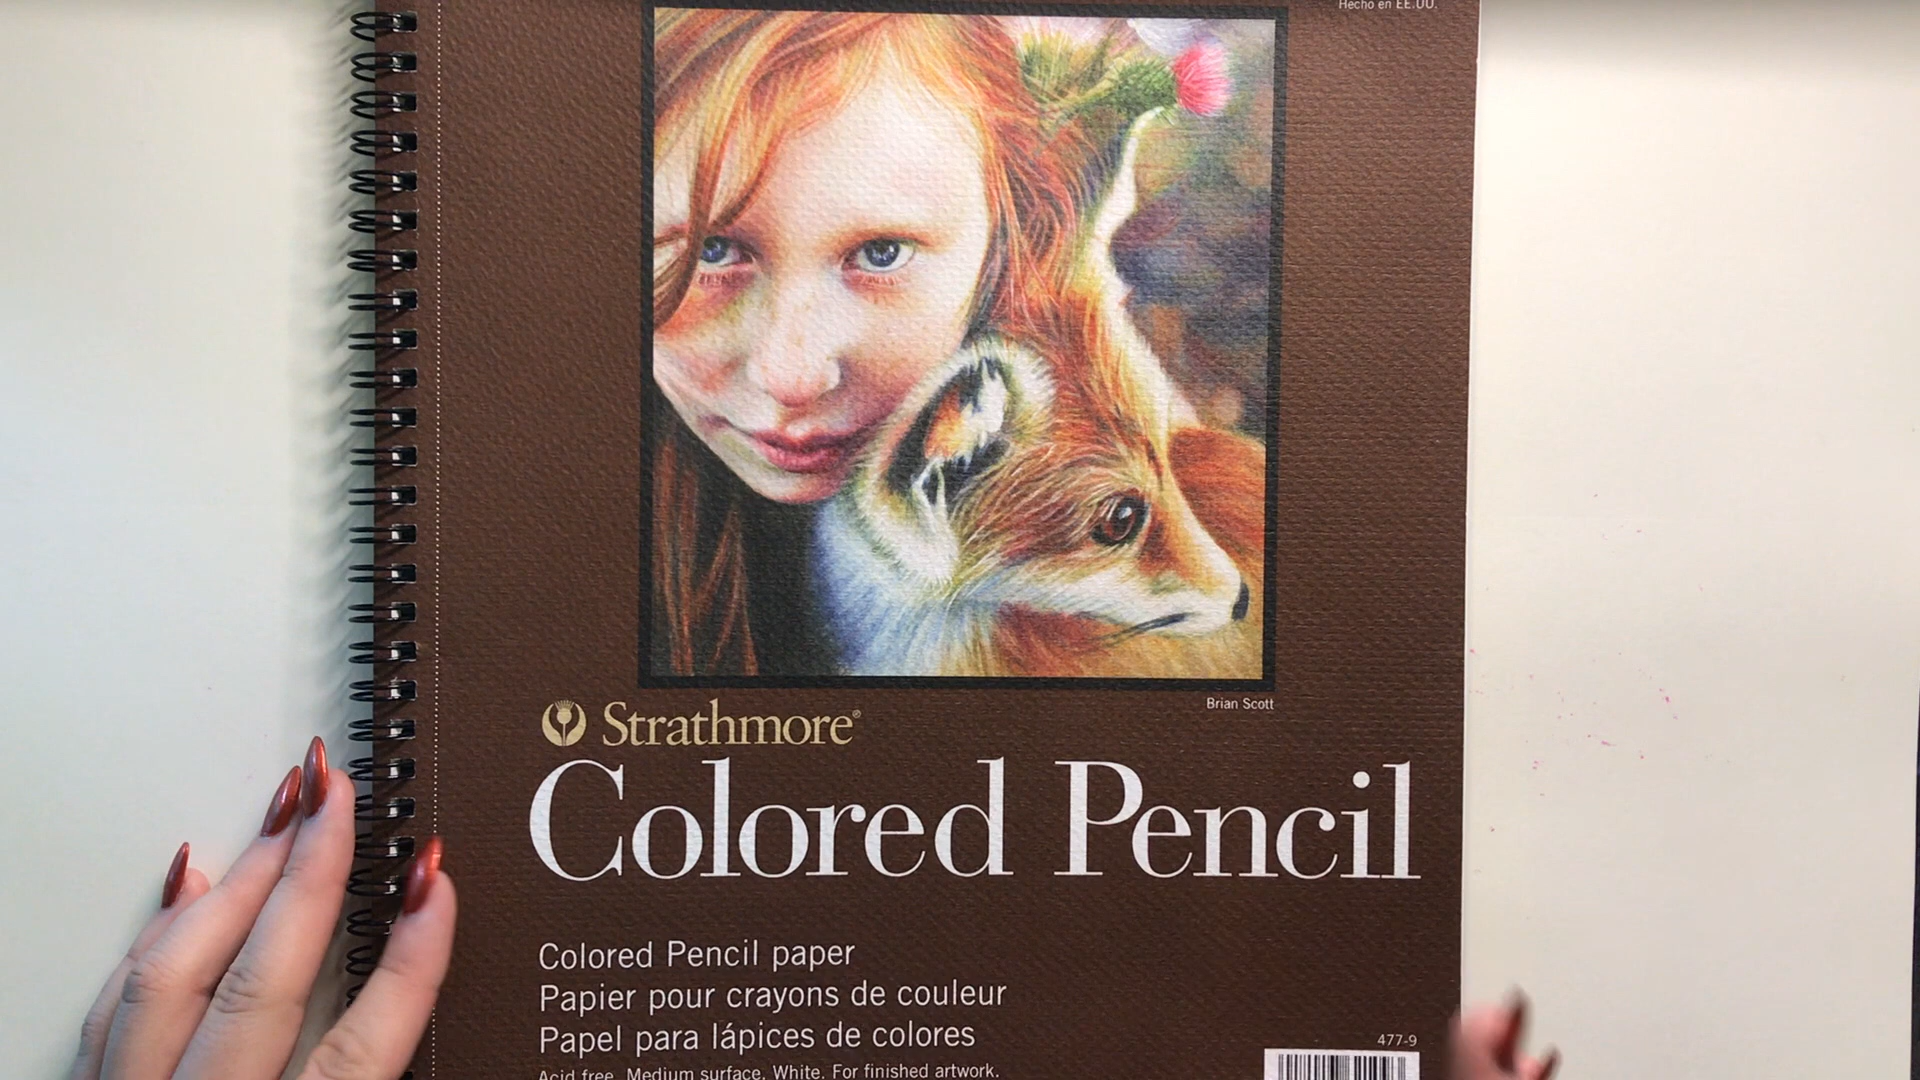 Hecho en EE.UU.
Brian Scott
Strathmore®
Colored Pencil
Colored Pencil paper
Papier pour crayons de couleur
Papel para lápices de colores
477-9
Acid free. Medium surface. White. For finished artwork.